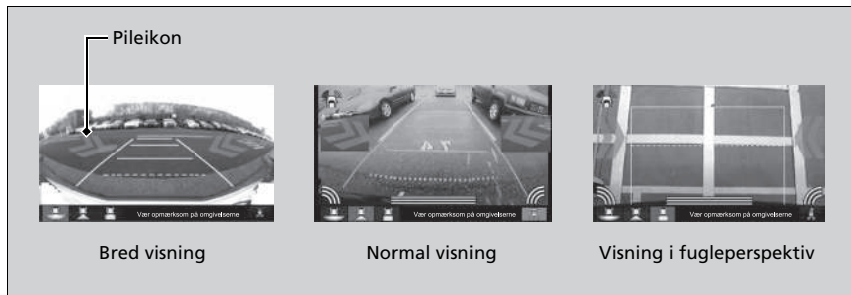 Pileikon
Vær opmærksom på omgivelserne
Vær opmærksom på omgivelserne
Vær opmærksom på omgivelserne
Bred visning
Normal visning
Visning i fugleperspektiv